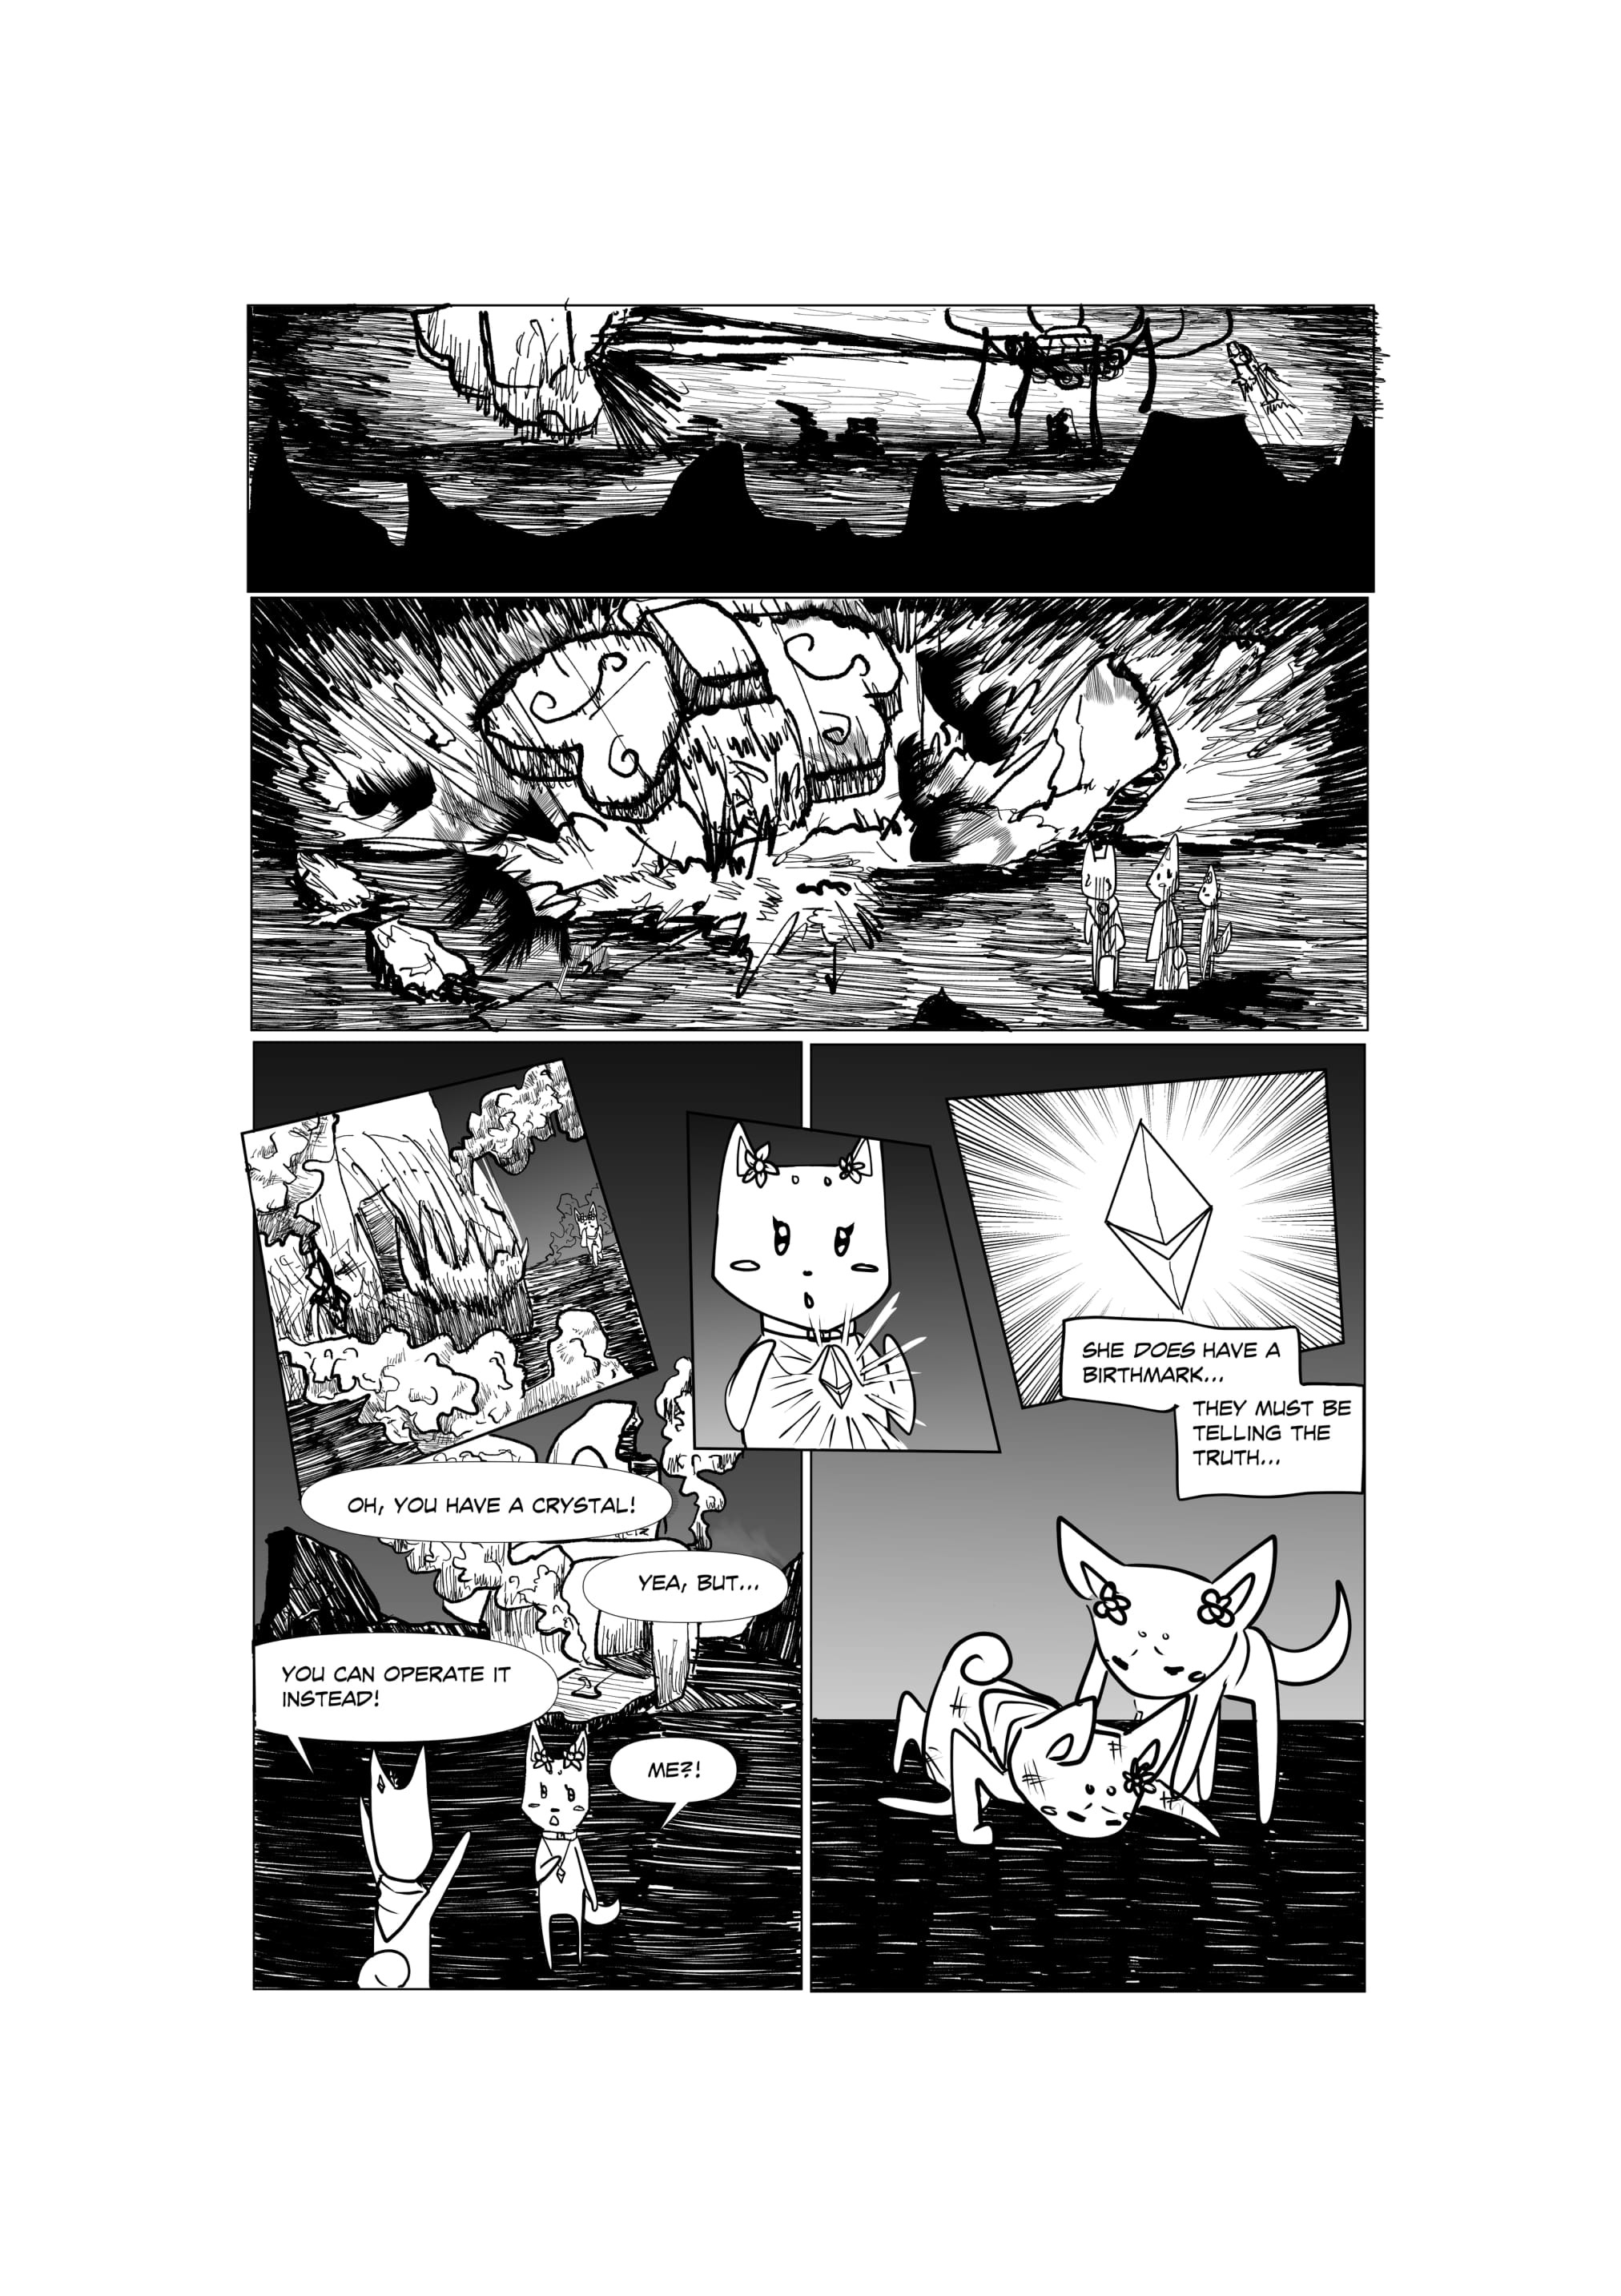 OH, YOU HAVE A CRYSTAL!
YEA, BUT...
YOU CAN OPERATE IT
INSTEAD!
ME?!
SHE DOES HAVE A
BIRTHMARK...
THEY MUST BE
TELLING THE
TRUTH...